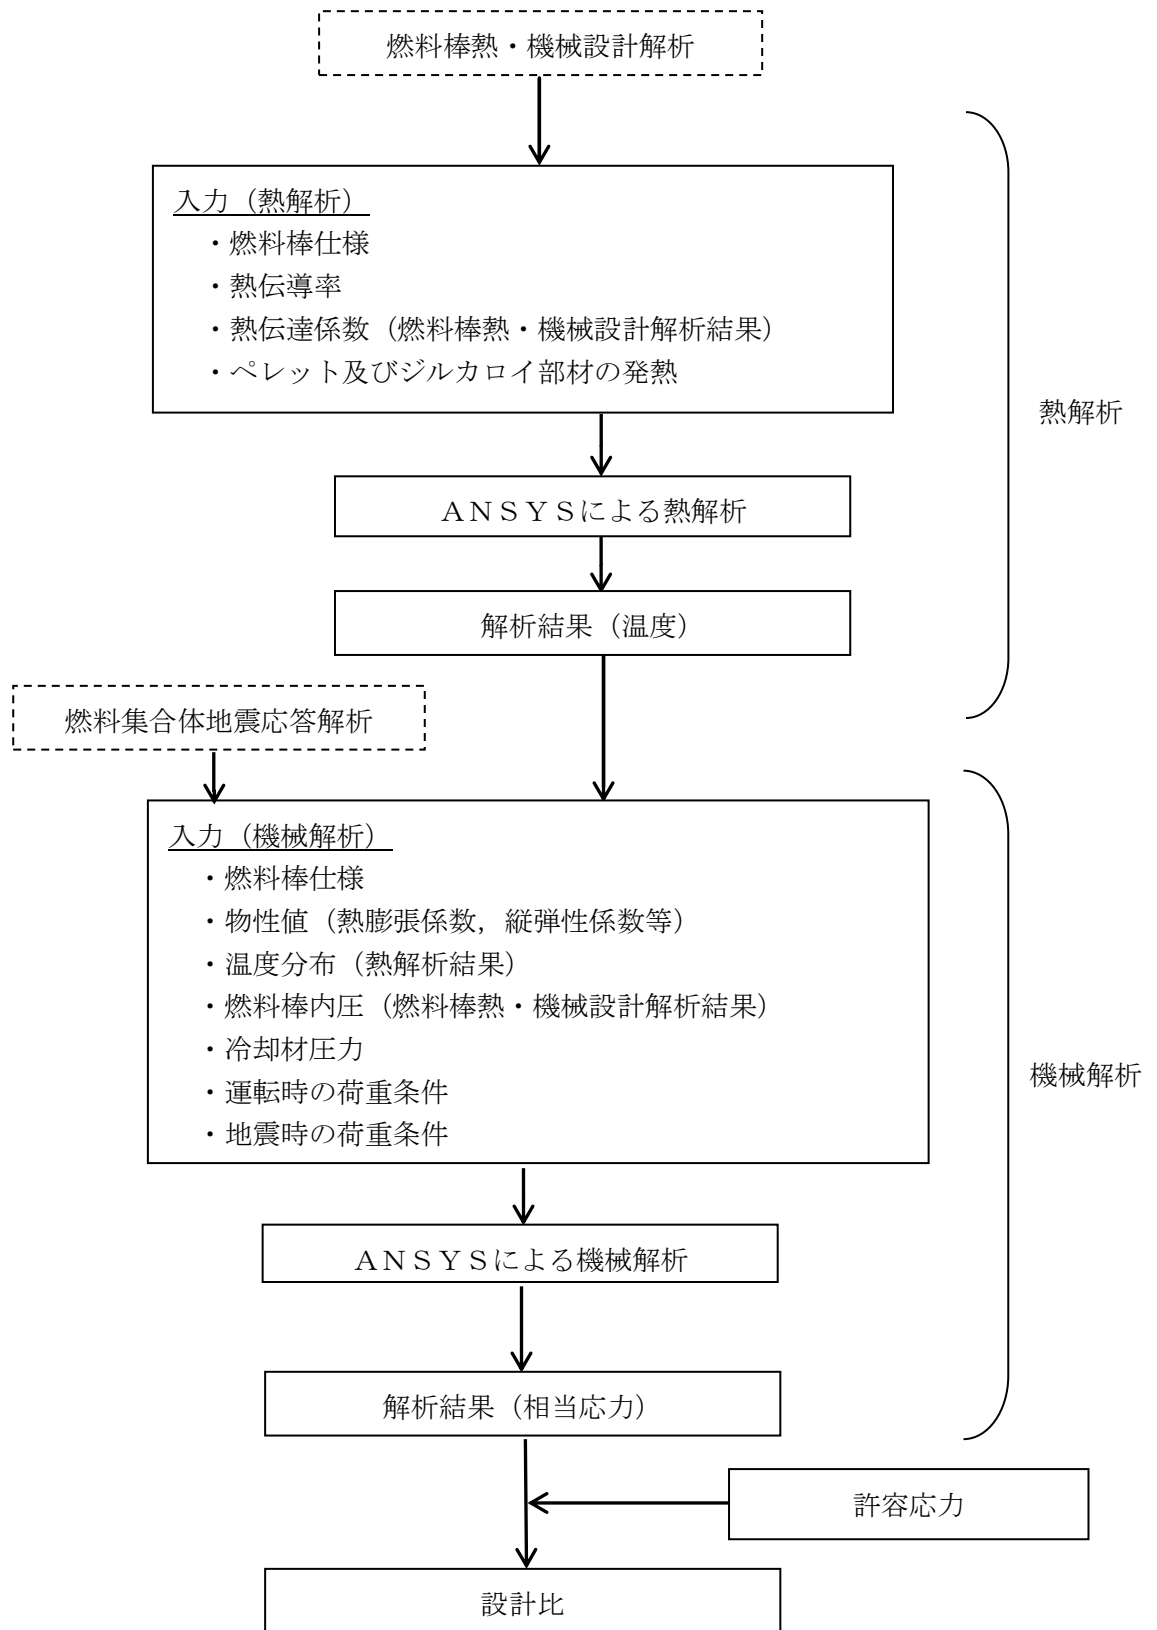 燃料棒熱・機械設計解析
入力（熱解析）
・燃料棒仕様
・熱伝導率
・熱伝達係数（燃料棒熱・機械設計解析結果）
・ペレット及びジルカロイ部材の発熱
熱解析
ＡＮＳＹＳによる熱解析
解析結果（温度）
燃料集合体地震応答解析
入力（機械解析）
・燃料棒仕様
・物性値（熱膨張係数，縦弾性係数等）
・温度分布（熱解析結果）
・燃料棒内圧（燃料棒熱・機械設計解析結果）
・冷却材圧力
・運転時の荷重条件
・地震時の荷重条件
機械解析
ＡＮＳＹＳによる機械解析
解析結果（相当応力）
許容応力
設計比